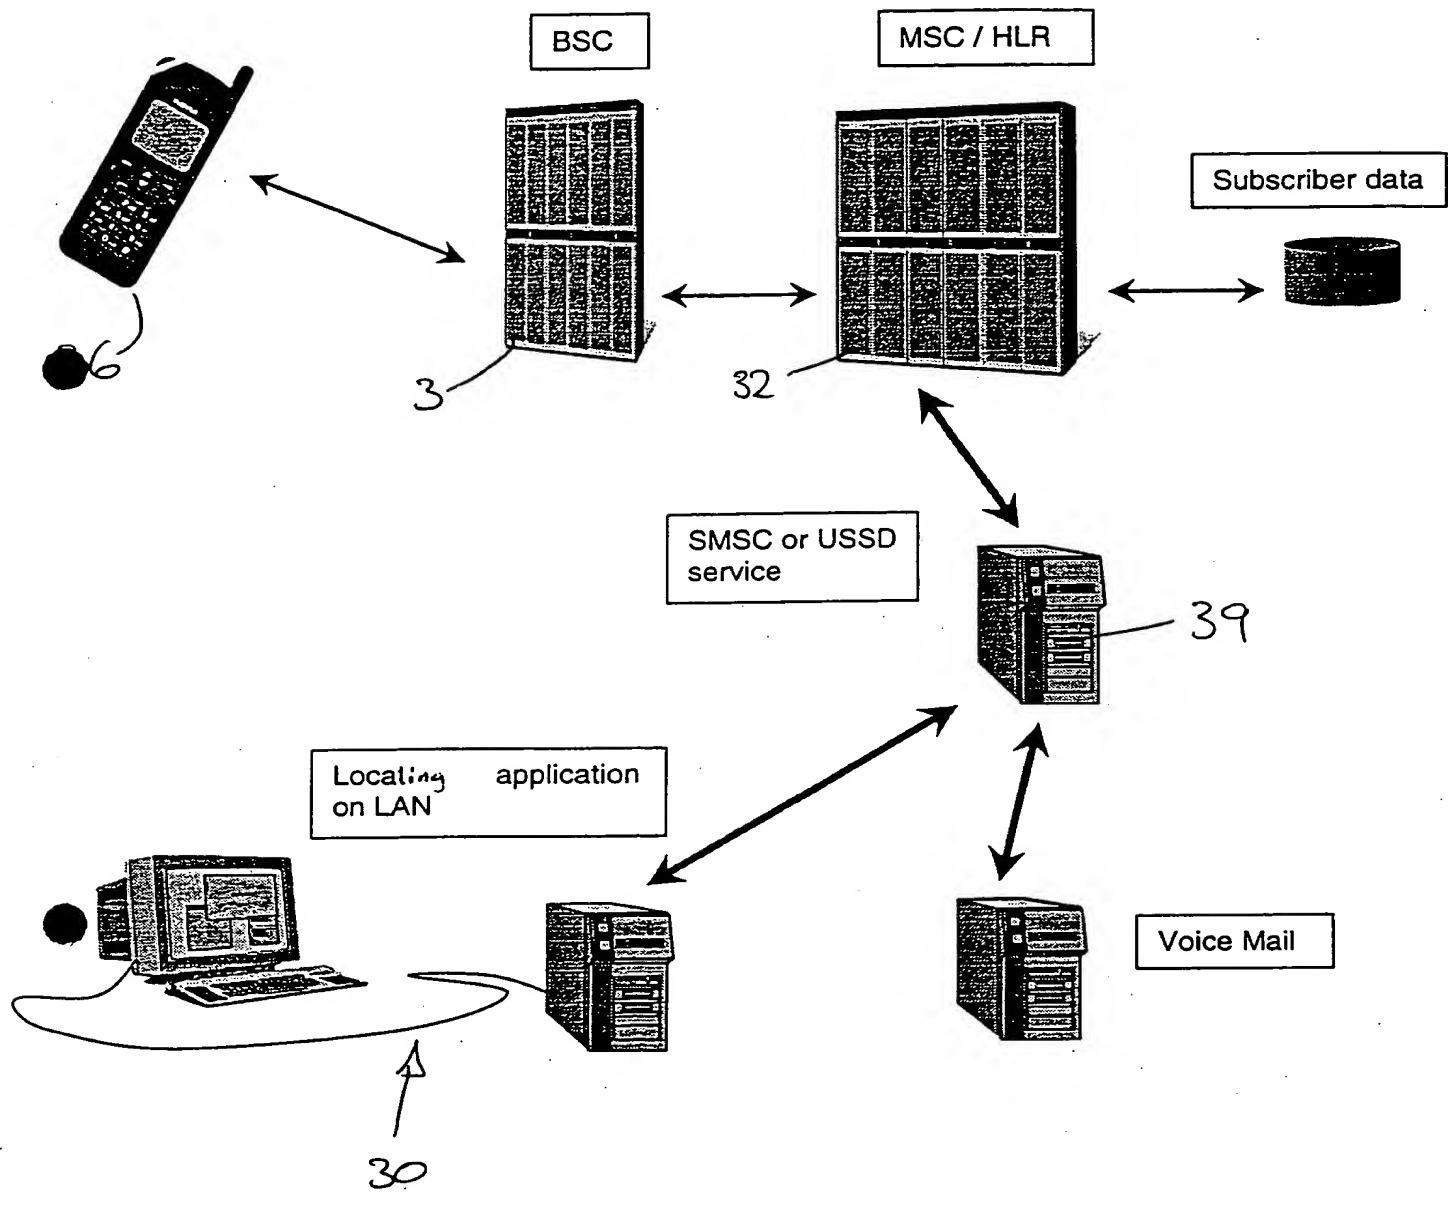 BSC
MSC / HLR
Subscriber data
6
3
32
SMSC or USSD
service
39
Locating application
on LAN
Voice Mail
30